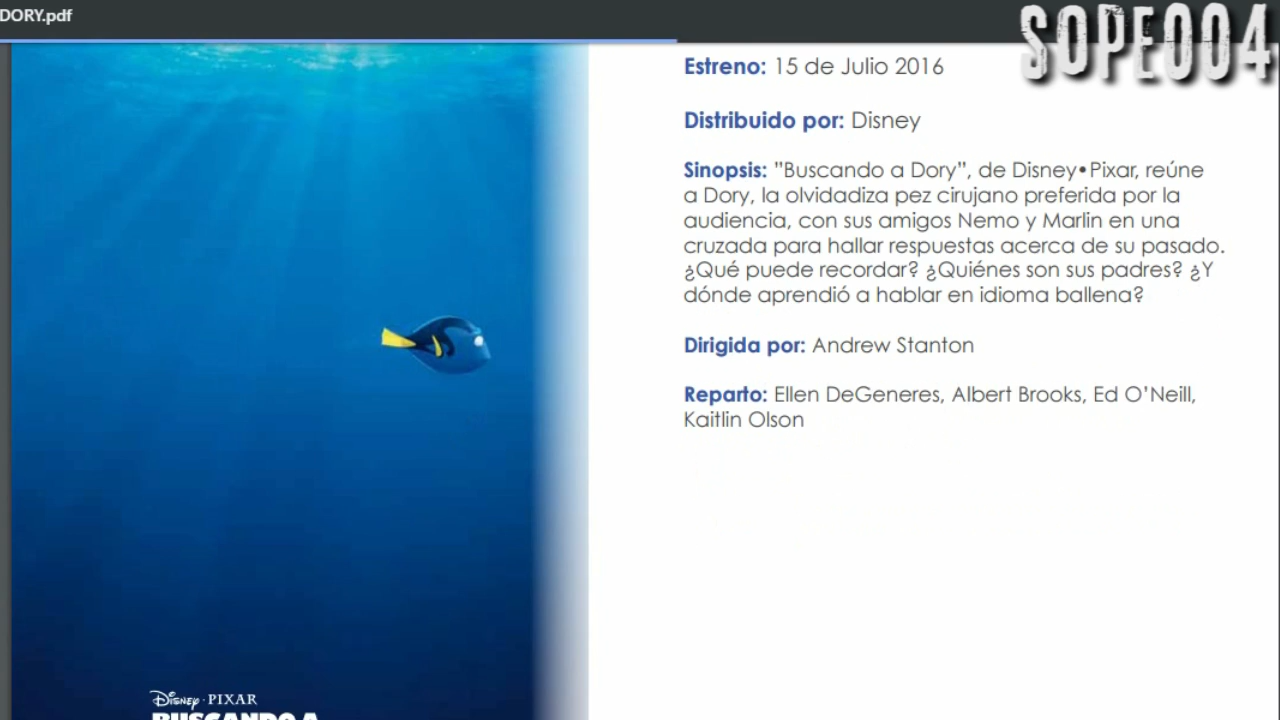 DORY.pdf
SOPE004
Estreno: 15 de Julio 2016
Distribuido por: Disney
Sinopsis: ”Buscando a Dory”, de Disney•Pixar, reúne
a Dory, la olvidadiza pez cirujano preferida por la
audiencia, con sus amigos Nemo y Marlin en una
cruzada para hallar respuestas acerca de su pasado.
¿Qué puede recordar? ¿Quiénes son sus padres? ¿Y
dónde aprendió a hablar en idioma ballena?
Dirigida por: Andrew Stanton
Reparto: Ellen DeGeneres, Albert Brooks, Ed O’Neill,
Kaitlin Olson
Disney · PIXAR
BUSCANDO A